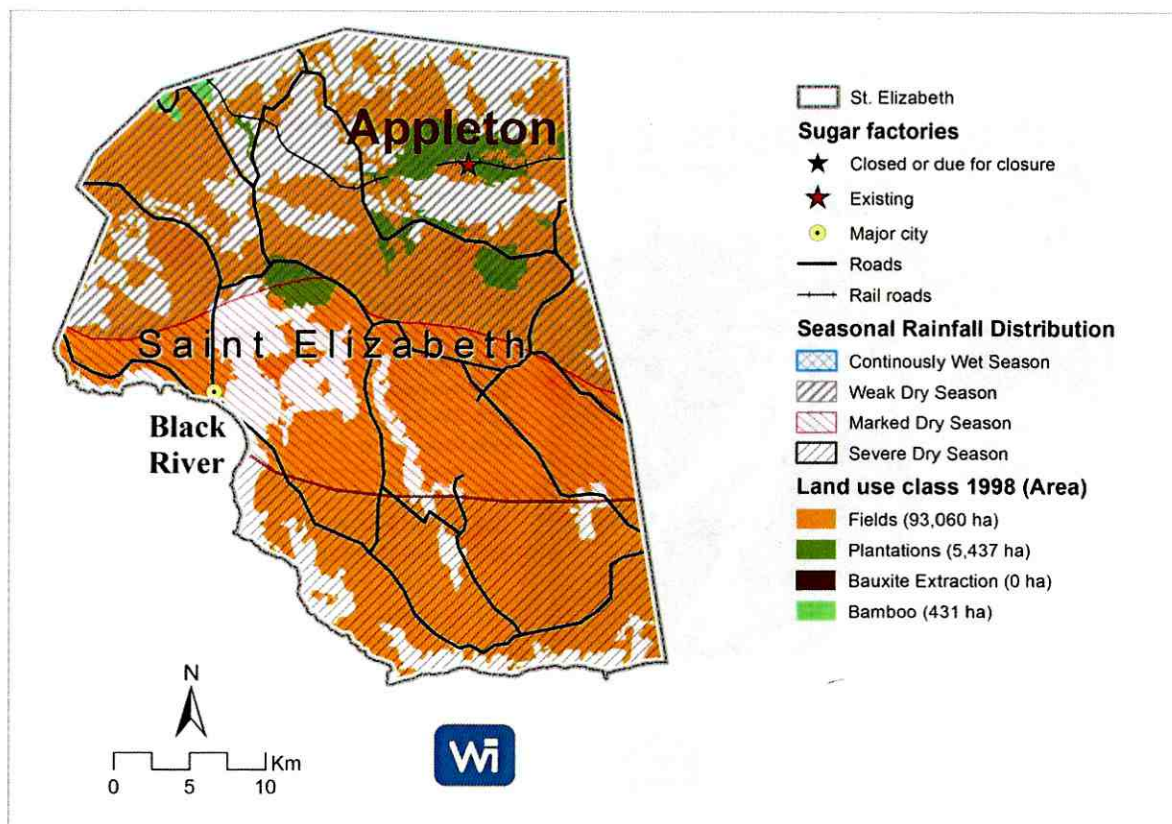 Appleton
Saint Elizabeth
Black
River
N
Km
0 5 10
Wi
St. Elizabeth
Sugar factories
Closed or due for closure
Existing
Major city
Roads
Rail roads
Seasonal Rainfall Distribution
Continously Wet Season
Weak Dry Season
Marked Dry Season
Severe Dry Season
Land use class 1998 (Area)
Fields (93,060 ha)
Plantations (5,437 ha)
Bauxite Extraction (0 ha)
Bamboo (431 ha)